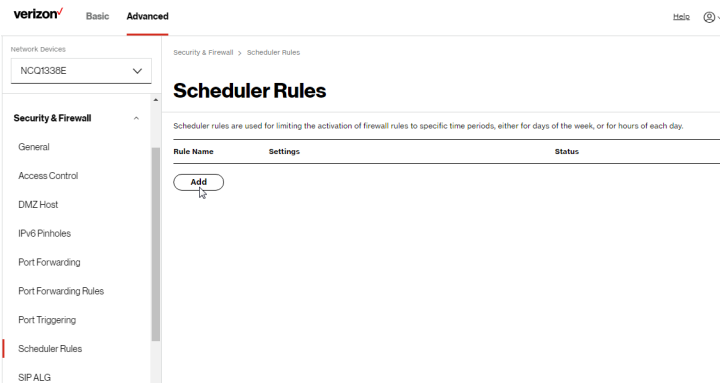 verizon
Basic
Advanced
Help
Network Devices
NCQ1338E
Security & Firewall
General
Access Control
DMZ Host
IPv6 Pinholes
Port Forwarding
Port Forwarding Rules
Port Triggering
Scheduler Rules
SIP ALG
Security & Firewall > Scheduler Rules
Scheduler Rules
Scheduler rules are used for limiting the activation of firewall rules to specific time periods, either for days of the week, or for hours of each day.
Rule Name Settings Status
Add